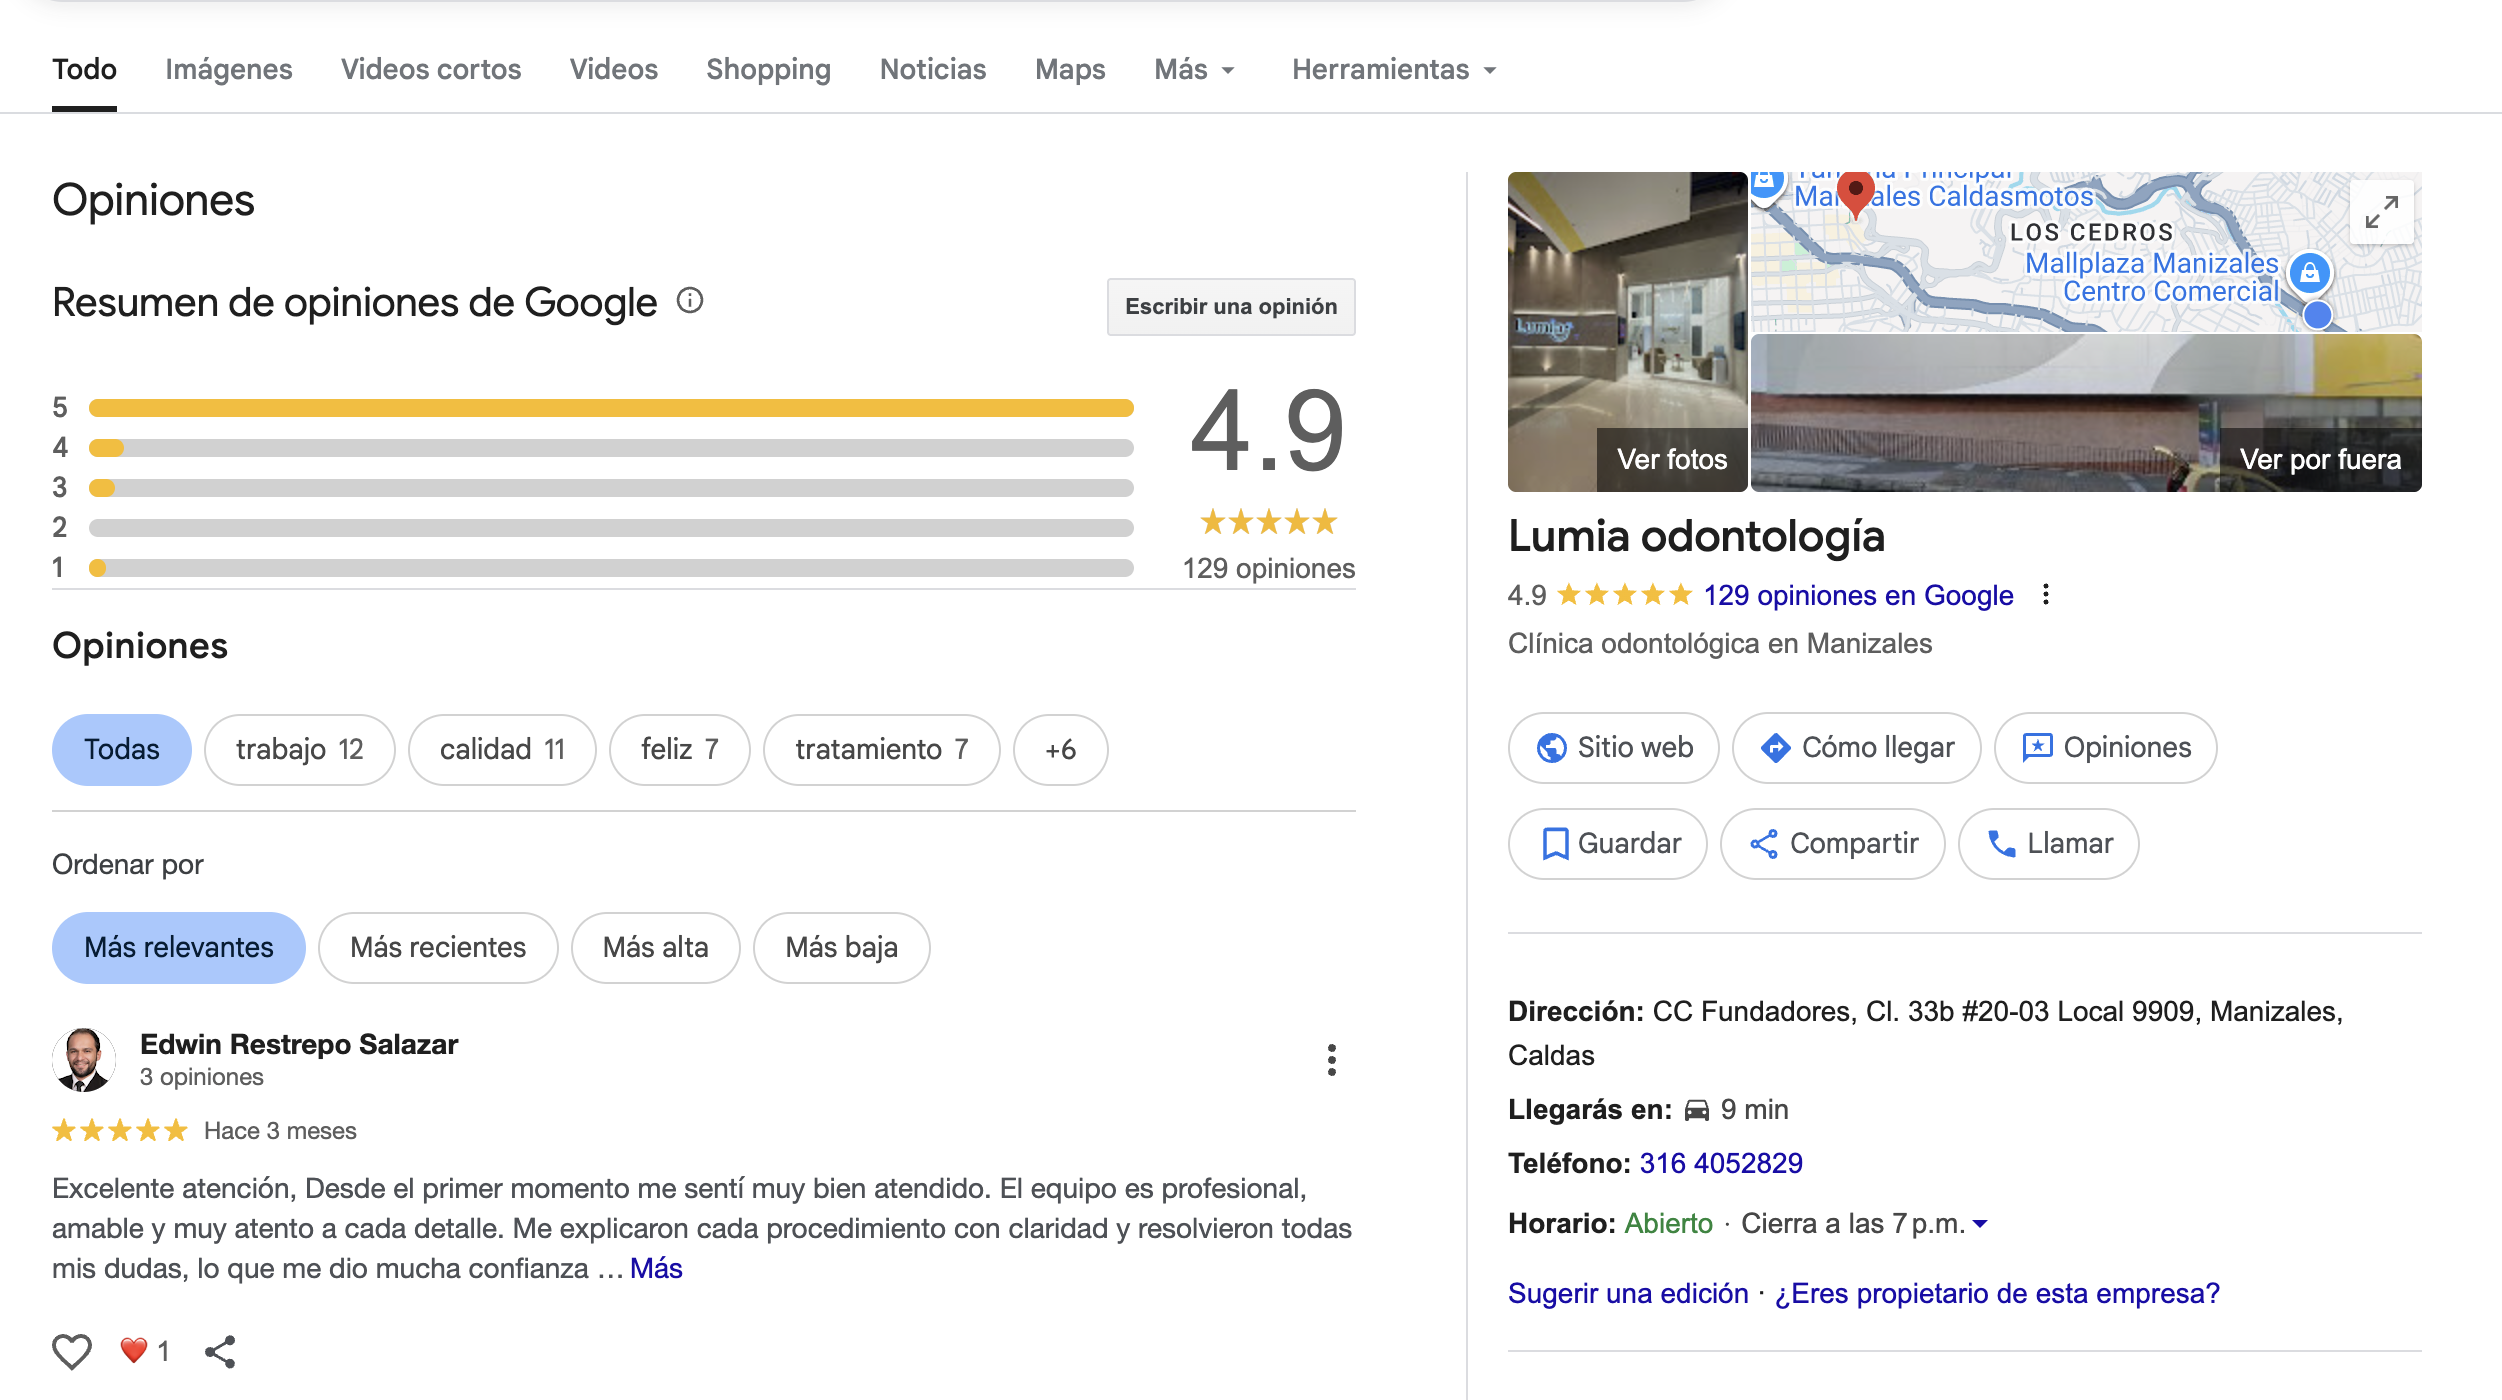 Todo
Imágenes
Videos cortos
Videos
Shopping
Noticias
Maps
Más
Herramientas
Opiniones
Resumen de opiniones de Google
Escribir una opinión
5
4
3
2
1
4.9
129 opiniones
Opiniones
Todas
trabajo 12
calidad 11
feliz 7
tratamiento 7
+6
Ordenar por
Más relevantes
Más recientes
Más alta
Más baja
Edwin Restrepo Salazar
3 opiniones
Hace 3 meses
Excelente atención, Desde el primer momento me sentí muy bien atendido. El equipo es profesional,
amable y muy atento a cada detalle. Me explicaron cada procedimiento con claridad y resolvieron todas
mis dudas, lo que me dio mucha confianza ... Más
1
Lumia
Ver fotos
Caldasmotos
LOS CEDROS
Mallplaza Manizales
Centro Comercial
Ver por fuera
Lumia odontología
4.9 129 opiniones en Google
Clínica odontológica en Manizales
Sitio web
Cómo llegar
Opiniones
Guardar
Compartir
Llamar
Dirección: CC Fundadores, Cl. 33b #20-03 Local 9909, Manizales,
Caldas
Llegarás en: 9 min
Teléfono: 316 4052829
Horario: Abierto · Cierra a las 7 p.m.
Sugerir una edición · ¿Eres propietario de esta empresa?